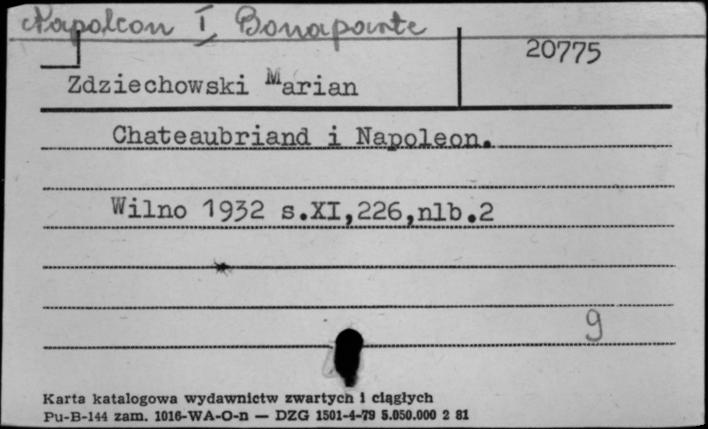 Napoleon I Bonaparte
20775
Zdziechowski Marian
Chateaubriand i Napoleon.
Wilno 1932 s.XI,226,nlb.2
9
Karta katalogowa wydawnictw zwartych i ciągłych
Pu-B-144 zam. 1016-WA-O-n — DZG 1501-4-79 5.050.000 2 81